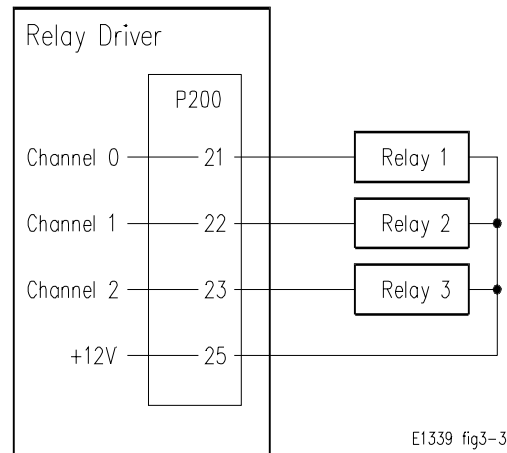 Relay Driver
P200
Channel 0 21 Relay 1
Channel 1 22 Relay 2
Channel 2 23 Relay 3
+12V 25
E1339 fig3-3